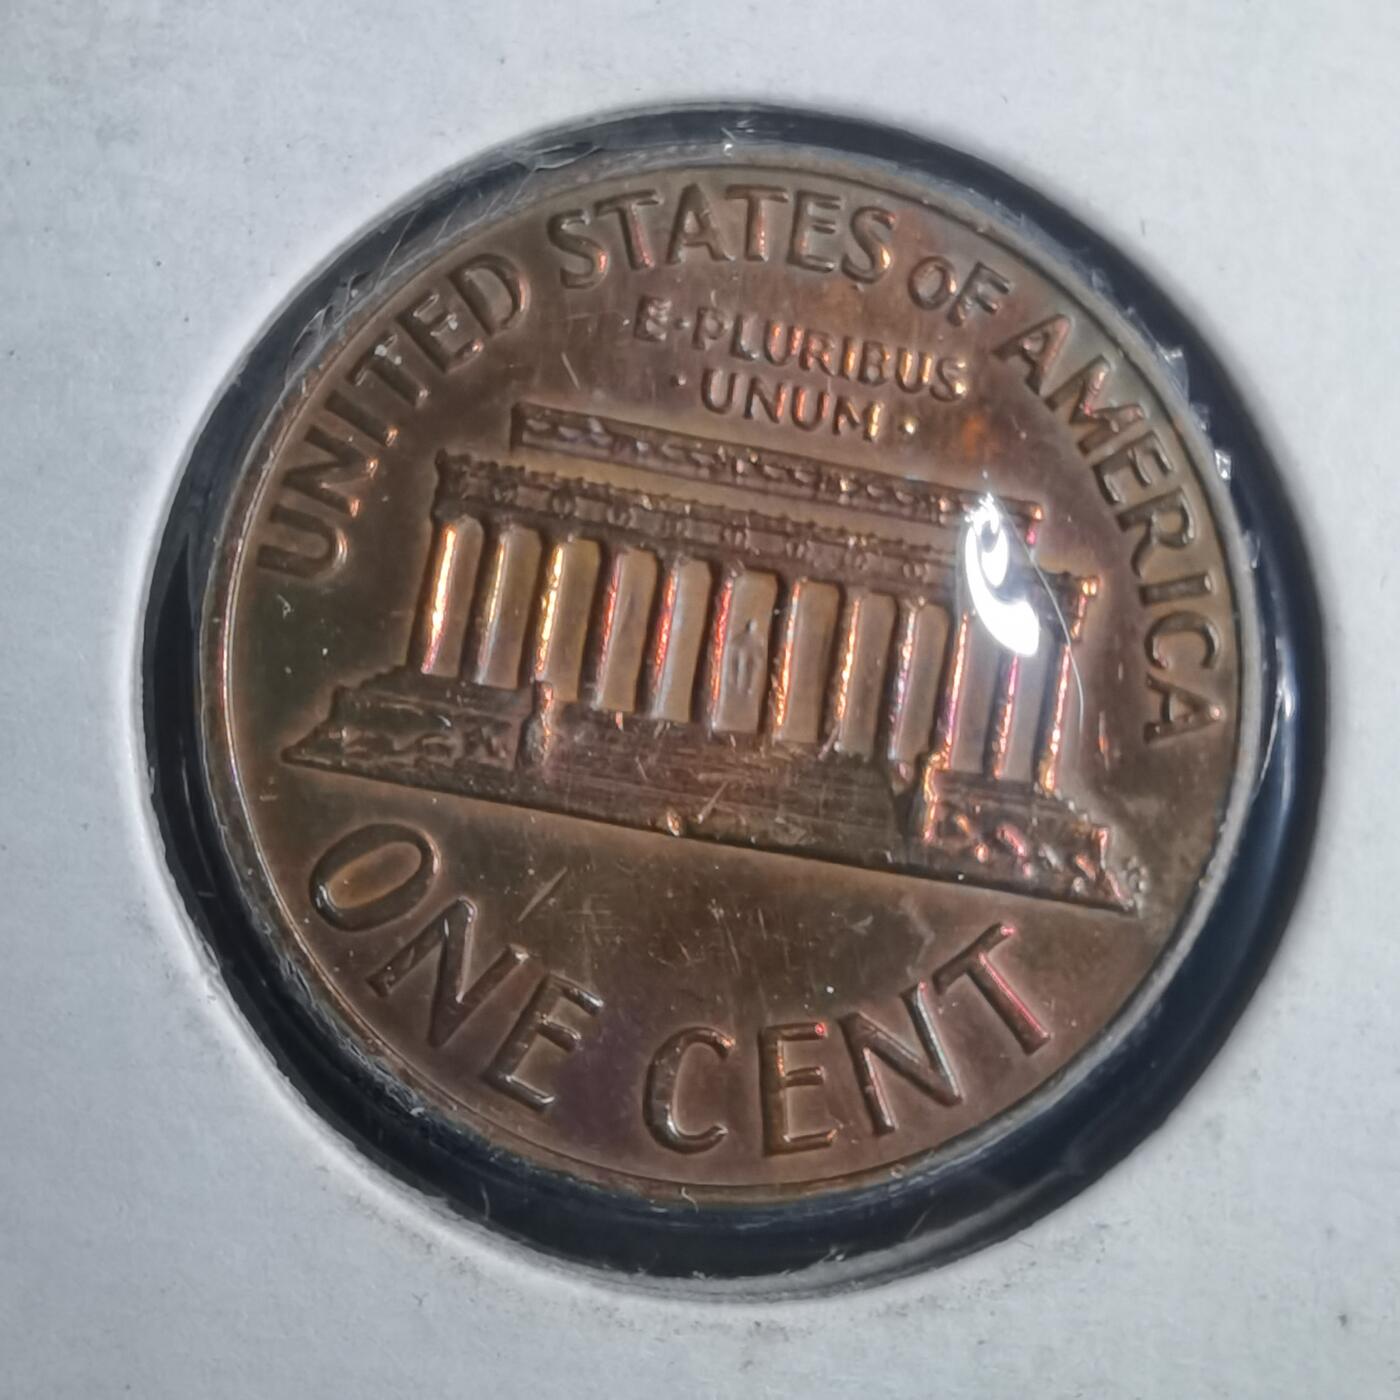 UNITED STATES OF AMERICA
E·PLURIBUS
·UNUM·
ONE CENT